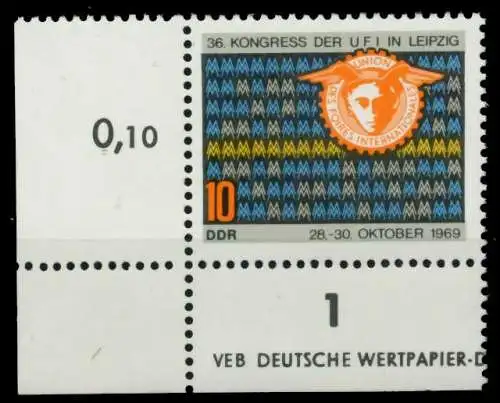 36. KONGRESS DER UFI IN LEIPZIG
UNION
DES FOIRES INTERNATIONALES
0,10
10
DDR
28.-30. OKTOBER 1969
1
VEB DEUTSCHE WERTPAPIER-D